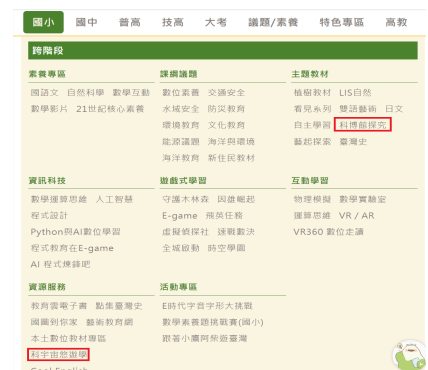 國小 國中 普高 技高 大考 議題/素養 特色專區 高教
跨階段
素養專區
國語文 自然科學 數學互動
數學影片 21世紀核心素養
課綱議題
數位素養 交通安全
水域安全 防災教育
環境教育 文化教育
能源議題 海洋與環境
海洋教育 新住民教材
主題教材
植樹教材 LIS自然
看見系列 雙語藝術 日文
自主學習 科博館探究
藝起探索 臺灣史
資訊科技
數學運算思維 人工智慧
程式設計
Python與AI數位學習
程式教育在E-game
AI 程式煉鋒吧
遊戲式學習
守護木林森 因雄崛起
E-game 飛英任務
虛擬偵探社 達戰數決
全城啟動 時空學園
互動學習
物理模擬 數學實驗室
運算思維 VR / AR
VR360 數位走讀
資源服務
教育雲電子書 點集臺灣史
國圖到你家 藝術教育網
本土數位教材專區
科宇宙悠遊學
Cool English
活動專區
E時代字音字形大挑戰
數學素養題挑戰賽(國小)
跟著小鷹阿熊遊臺灣